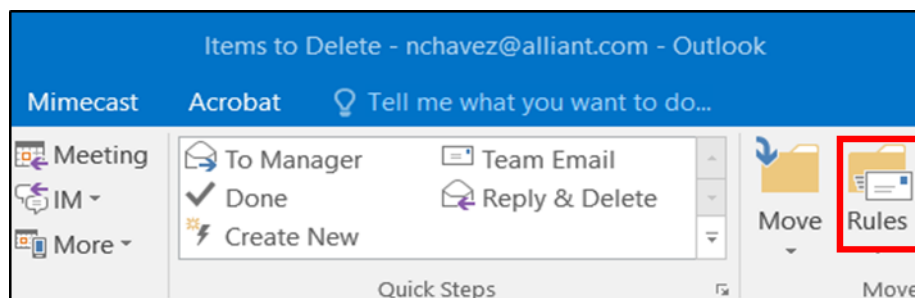 Items to Delete - nchavez@alliant.com - Outlook
Mimecast Acrobat Tell me what you want to do...
Meeting To Manager Team Email
IM Done Reply & Delete Move Rules
More Create New
Quick Steps Move